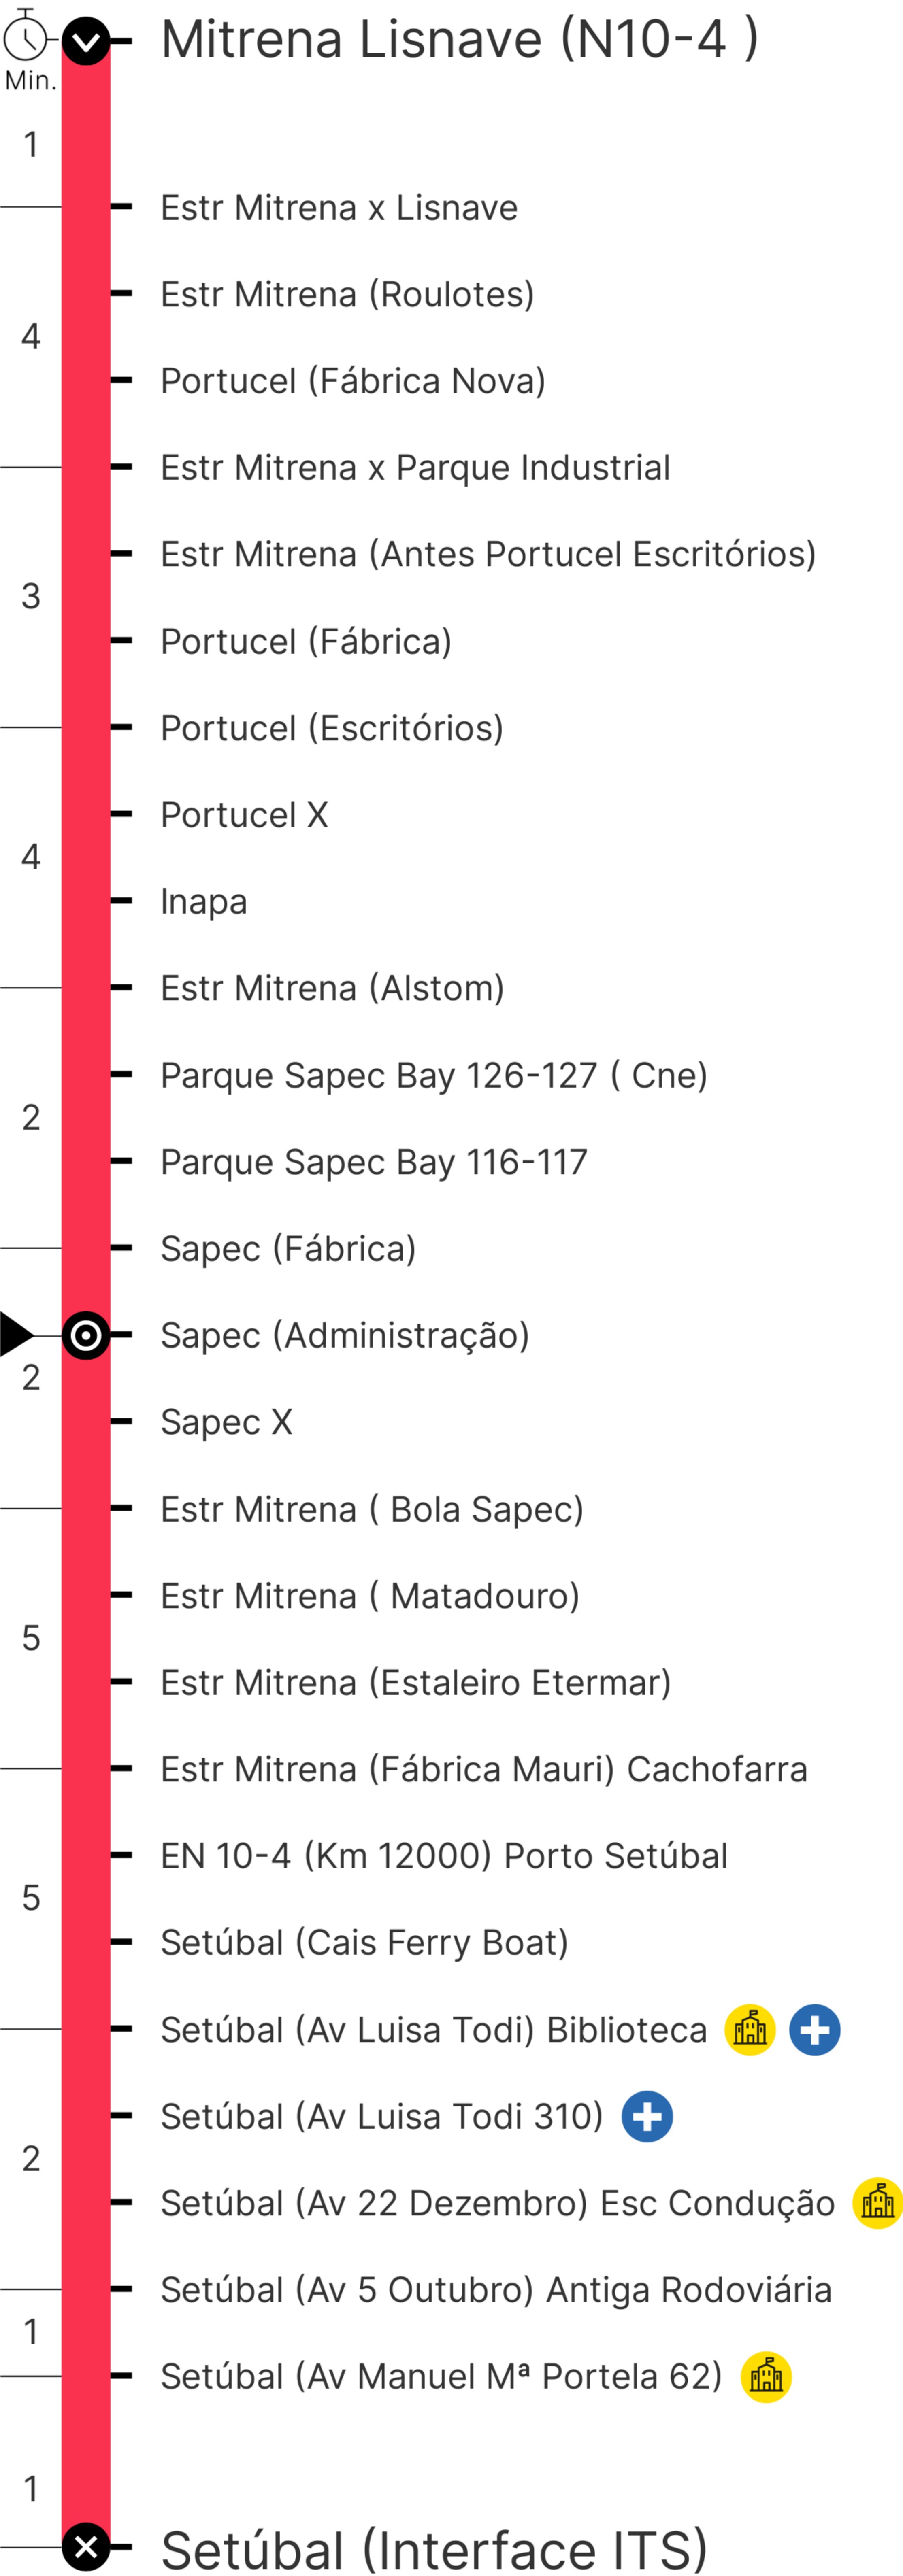 Mitrena Lisnave (N10-4 )
Min.
1
Estr Mitrena x Lisnave
Estr Mitrena (Roulotes)
4
Portucel (Fábrica Nova)
Estr Mitrena x Parque Industrial
Estr Mitrena (Antes Portucel Escritórios)
3
Portucel (Fábrica)
Portucel (Escritórios)
Portucel X
4
Inapa
Estr Mitrena (Alstom)
Parque Sapec Bay 126-127 ( Cne)
2
Parque Sapec Bay 116-117
Sapec (Fábrica)
Sapec (Administração)
2
Sapec X
Estr Mitrena ( Bola Sapec)
Estr Mitrena ( Matadouro)
5
Estr Mitrena (Estaleiro Etermar)
Estr Mitrena (Fábrica Mauri) Cachofarra
EN 10-4 (Km 12000) Porto Setúbal
5
Setúbal (Cais Ferry Boat)
Setúbal (Av Luisa Todi) Biblioteca
Setúbal (Av Luisa Todi 310)
2
Setúbal (Av 22 Dezembro) Esc Condução
Setúbal (Av 5 Outubro) Antiga Rodoviária
1
Setúbal (Av Manuel Mª Portela 62)
1
Setúbal (Interface ITS)